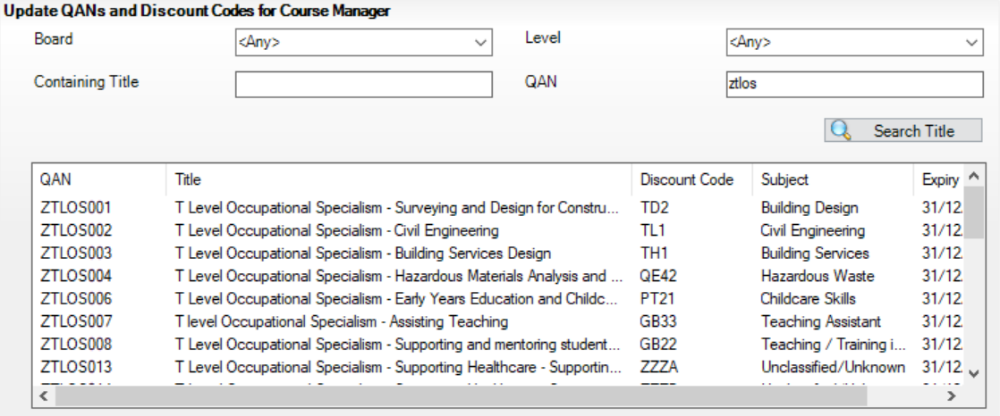 Update QANs and Discount Codes for Course Manager
Board <Any> Level <Any>
Containing Title QAN ztlos
Search Title
QAN Title Discount Code Subject Expiry
ZTLOS001 T Level Occupational Specialism - Surveying and Design for Constru... TD2 Building Design 31/12.
ZTLOS002 T Level Occupational Specialism - Civil Engineering TL1 Civil Engineering 31/12.
ZTLOS003 T Level Occupational Specialism - Building Services Design TH1 Building Services 31/12.
ZTLOS004 T Level Occupational Specialism - Hazardous Materials Analysis and ... QE42 Hazardous Waste 31/12.
ZTLOS006 T Level Occupational Specialism - Early Years Education and Childc... PT21 Childcare Skills 31/12.
ZTLOS007 T level Occupational Specialism - Assisting Teaching GB33 Teaching Assistant 31/12.
ZTLOS008 T Level Occupational Specialism - Supporting and mentoring student... GB22 Teaching / Training i... 31/12.
ZTLOS013 T Level Occupational Specialism - Supporting Healthcare - Supportin... ZZZA Unclassified/Unknown 31/12.